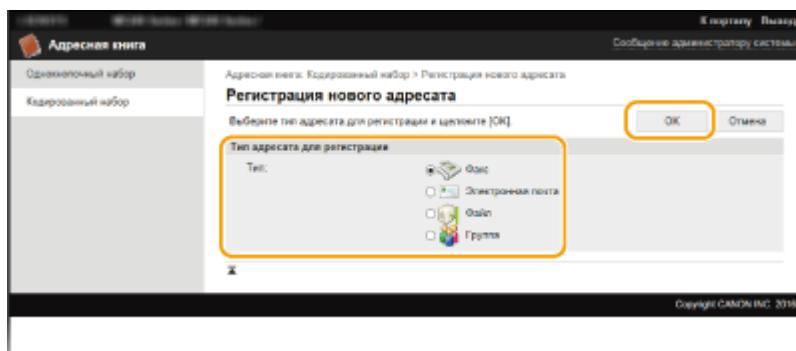 К порталу Выход
Адресная книга
Сообщение администратору системы
Однокнопочный набор
Кодированный набор
Адресная книга: Кодированный набор > Регистрация нового адресата
Регистрация нового адресата
Выберите тип адресата для регистрации и щелкните [OK].
OK
Отмена
Тип адресата для регистрации
Тип:
Факс
Электронная почта
Файл
Группа
Copyright CANON INC. 2016